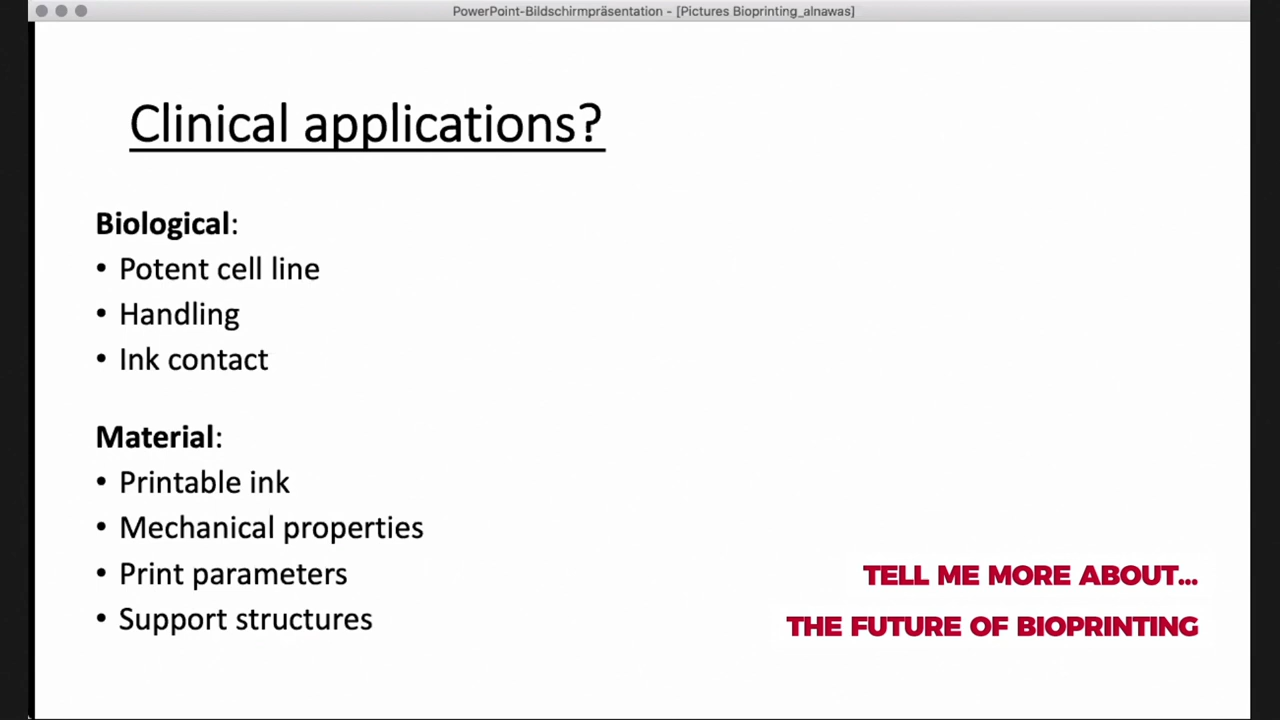 PowerPoint-Bildschirmpräsentation - [Pictures Bioprinting_alnawas]
Clinical applications?
Biological:
• Potent cell line
• Handling
• Ink contact
Material:
• Printable ink
• Mechanical properties
• Print parameters
• Support structures
TELL ME MORE ABOUT...
THE FUTURE OF BIOPRINTING